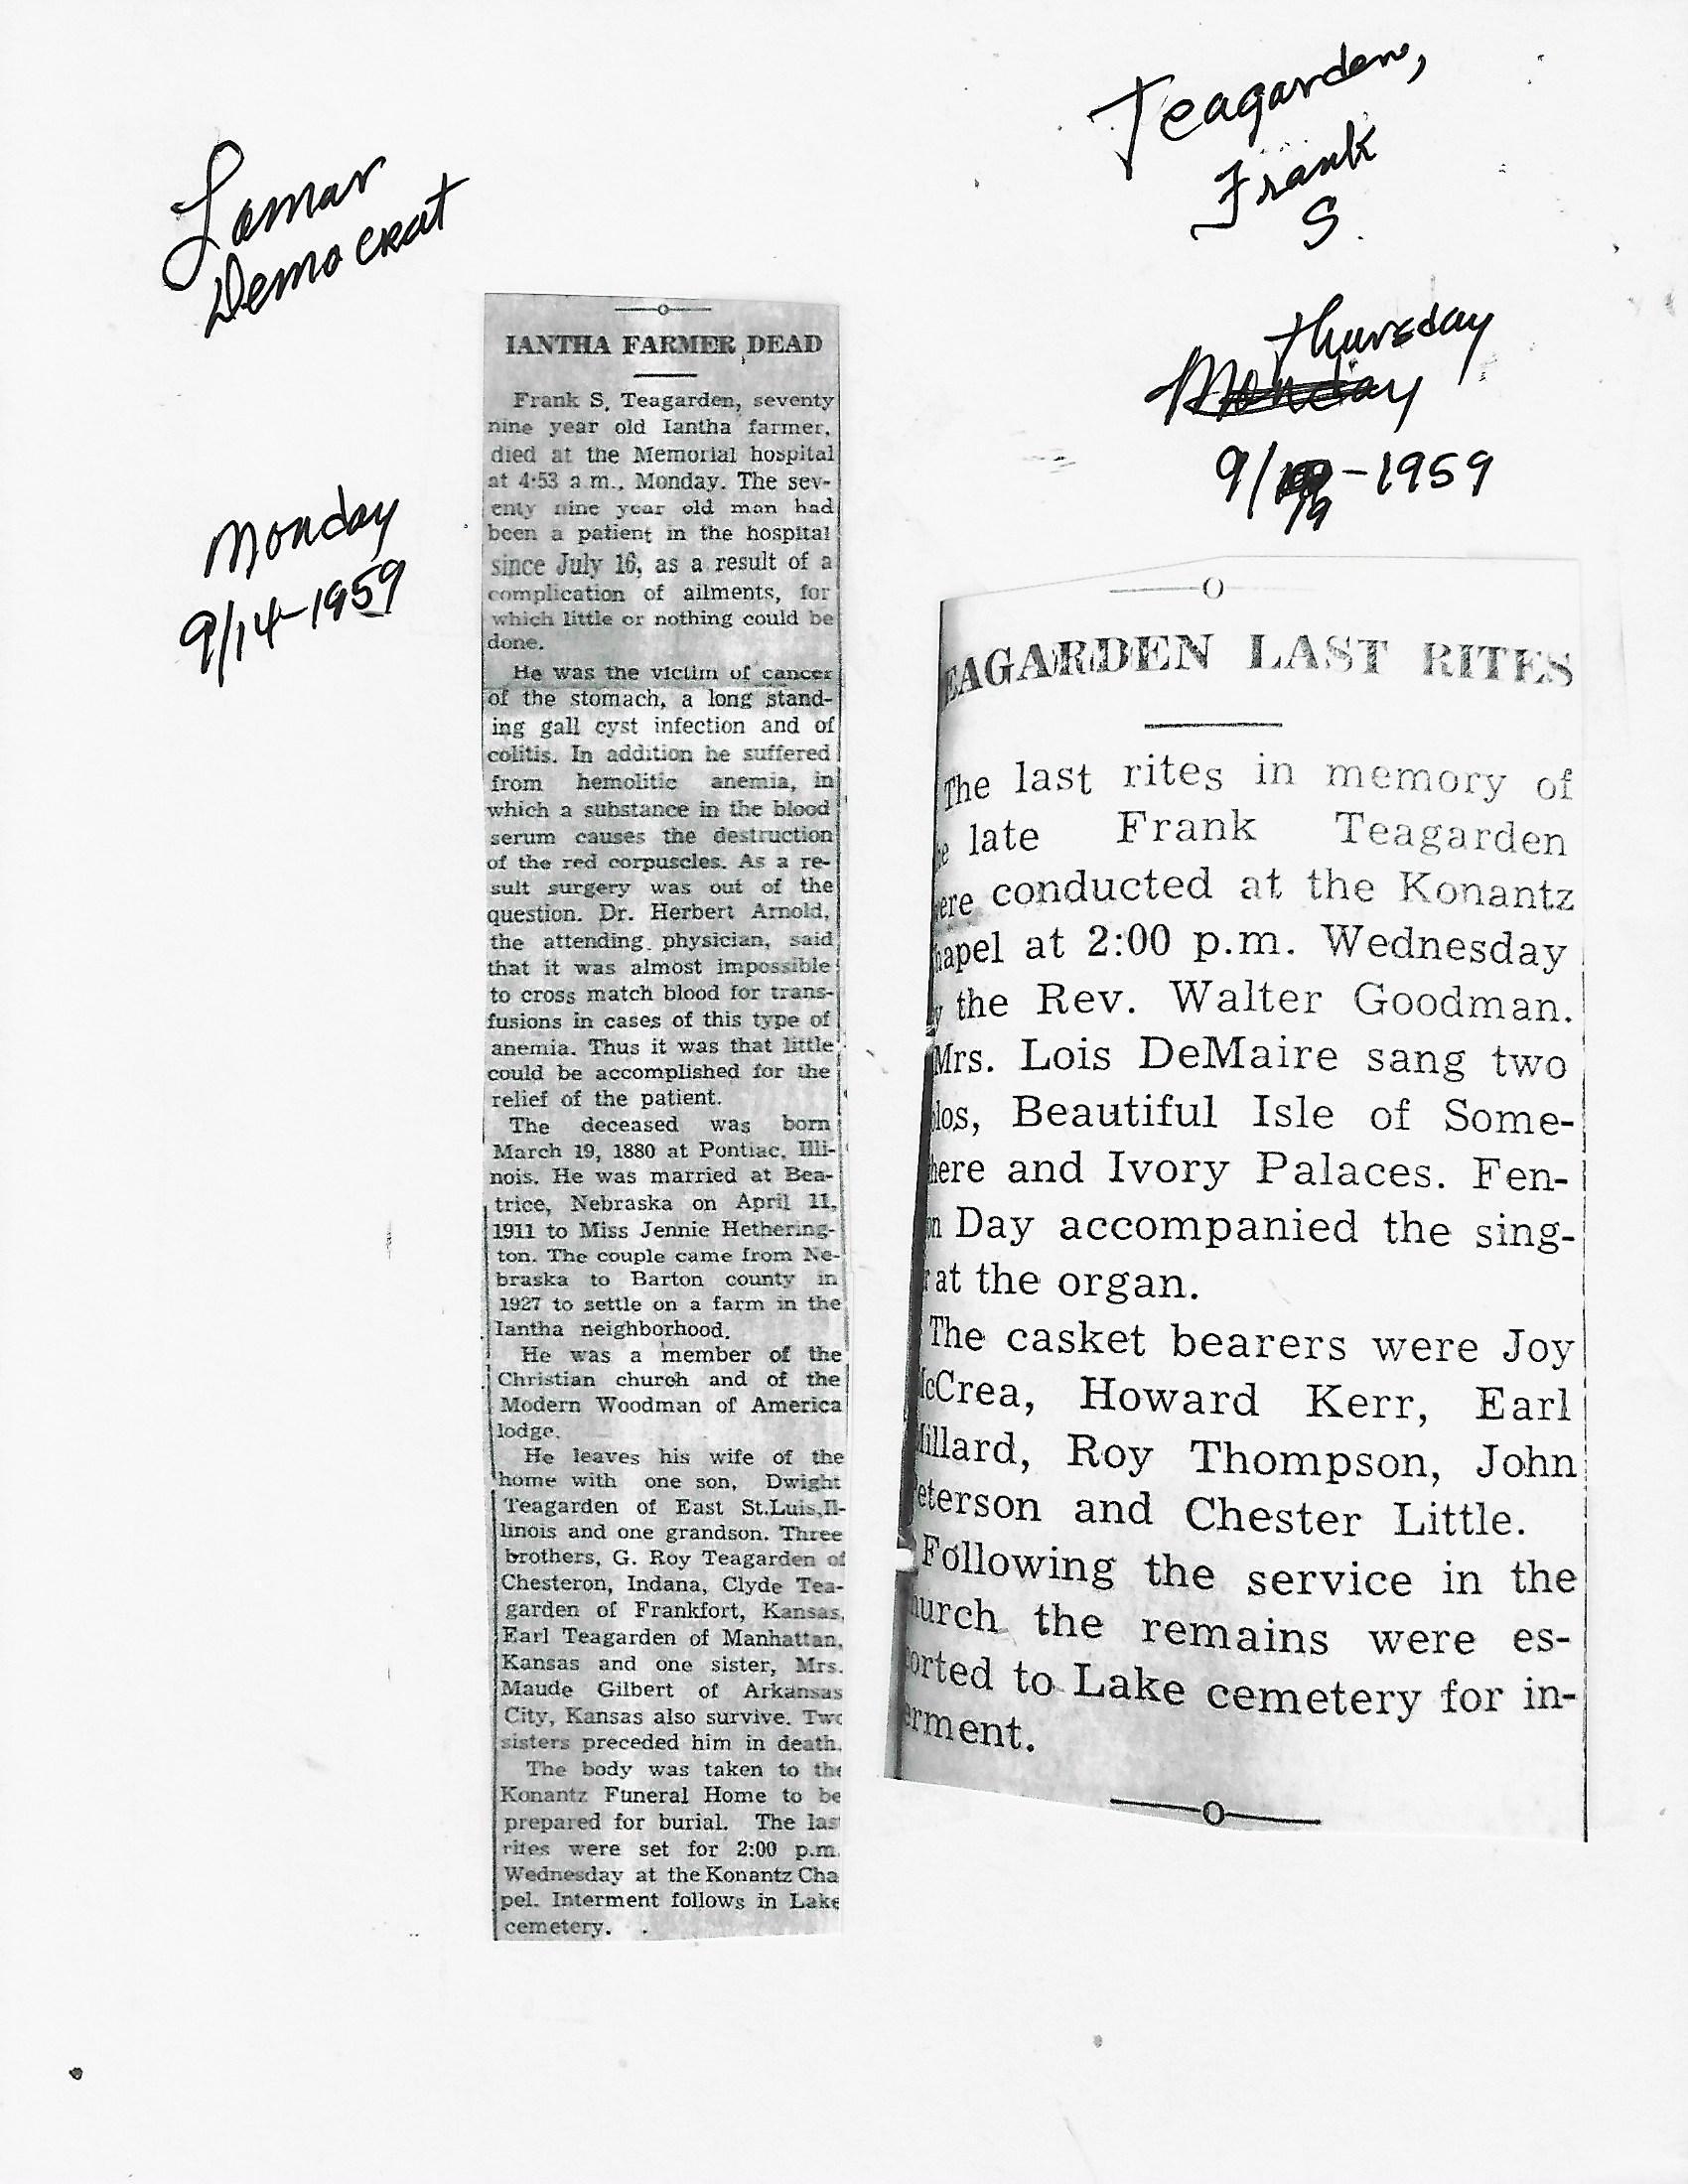 Lamar
Democrat
Teagarden,
Frank
S.
Monday
9/14-1959
Thursday
Monday
9/ -1959
19
IANTHA FARMER DEAD
Frank S. Teagarden, seventy
nine year old Iantha farmer,
died at the Memorial hospital
at 4:53 a.m., Monday. The sev-
enty nine year old man had
been a patient in the hospital
since July 16, as a result of a
complication of ailments, for
which little or nothing could be
done.
He was the victim of cancer
of the stomach, a long stand-
ing gall cyst infection and of
colitis. In addition he suffered
from hemolitic anemia, in
which a substance in the blood
serum causes the destruction
of the red corpuscles. As a re-
sult surgery was out of the
question. Dr. Herbert Arnold,
the attending physician, said
that it was almost impossible
to cross match blood for trans-
fusions in cases of this type of
anemia. Thus it was that little
could be accomplished for the
relief of the patient.
The deceased was born
March 19, 1880 at Pontiac, Illi-
nois. He was married at Bea-
trice, Nebraska on April 11,
1911 to Miss Jennie Hethering-
ton. The couple came from Ne-
braska to Barton county in
1927 to settle on a farm in the
Iantha neighborhood.
He was a member of the
Christian church and of the
Modern Woodman of America
lodge.
He leaves his wife of the
home with one son, Dwight
Teagarden of East St.Luis,Il-
linois and one grandson. Three
brothers, G. Roy Teagarden of
Chesteron, Indana, Clyde Tea-
garden of Frankfort, Kansas,
Earl Teagarden of Manhattan,
Kansas and one sister, Mrs.
Maude Gilbert of Arkansas
City, Kansas also survive. Two
sisters preceded him in death.
The body was taken to the
Konantz Funeral Home to be
prepared for burial. The las
rites were set for 2:00 p.m.
Wednesday at the Konantz Cha
pel. Interment follows in Lake
cemetery.
EAGARDEN LAST RITES
The last rites in memory of
e late Frank Teagarden
ere conducted at the Konantz
hapel at 2:00 p.m. Wednesday
y the Rev. Walter Goodman.
Mrs. Lois DeMaire sang two
olos, Beautiful Isle of Some-
here and Ivory Palaces. Fen-
on Day accompanied the sing-
r at the organ.
The casket bearers were Joy
McCrea, Howard Kerr, Earl
illard, Roy Thompson, John
Peterson and Chester Little.
Following the service in the
hurch the remains were es-
orted to Lake cemetery for in-
erment.